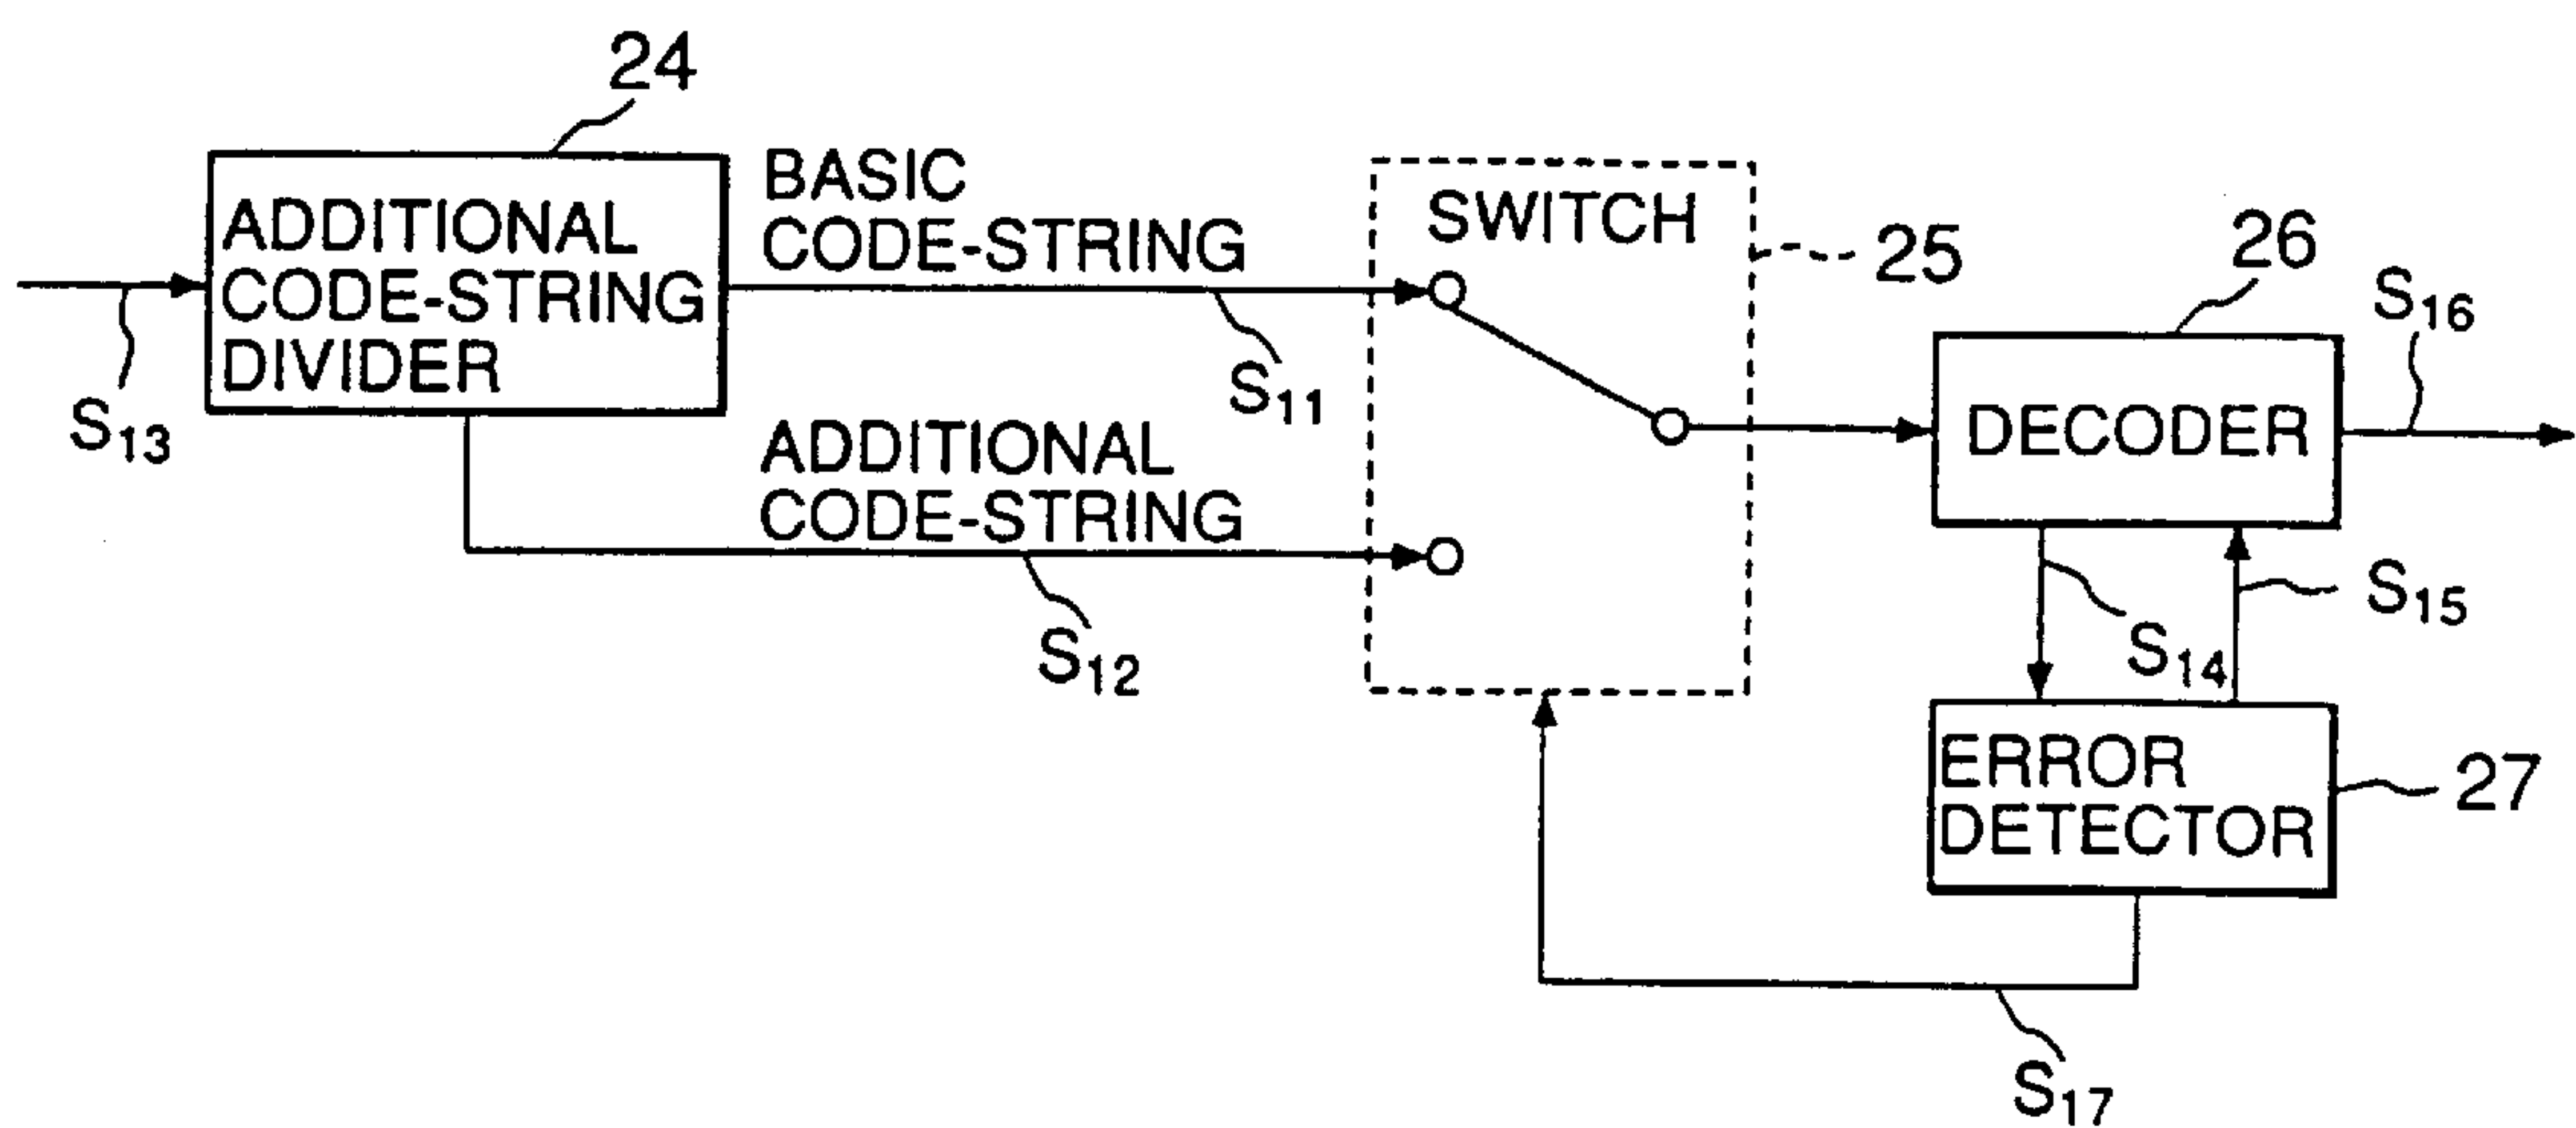 24
ADDITIONAL
CODE-STRING
DIVIDER
S13
BASIC
CODE-STRING
S11
ADDITIONAL
CODE-STRING
S12
SWITCH
25
26
DECODER
S16
S14
S15
ERROR
DETECTOR
27
S17